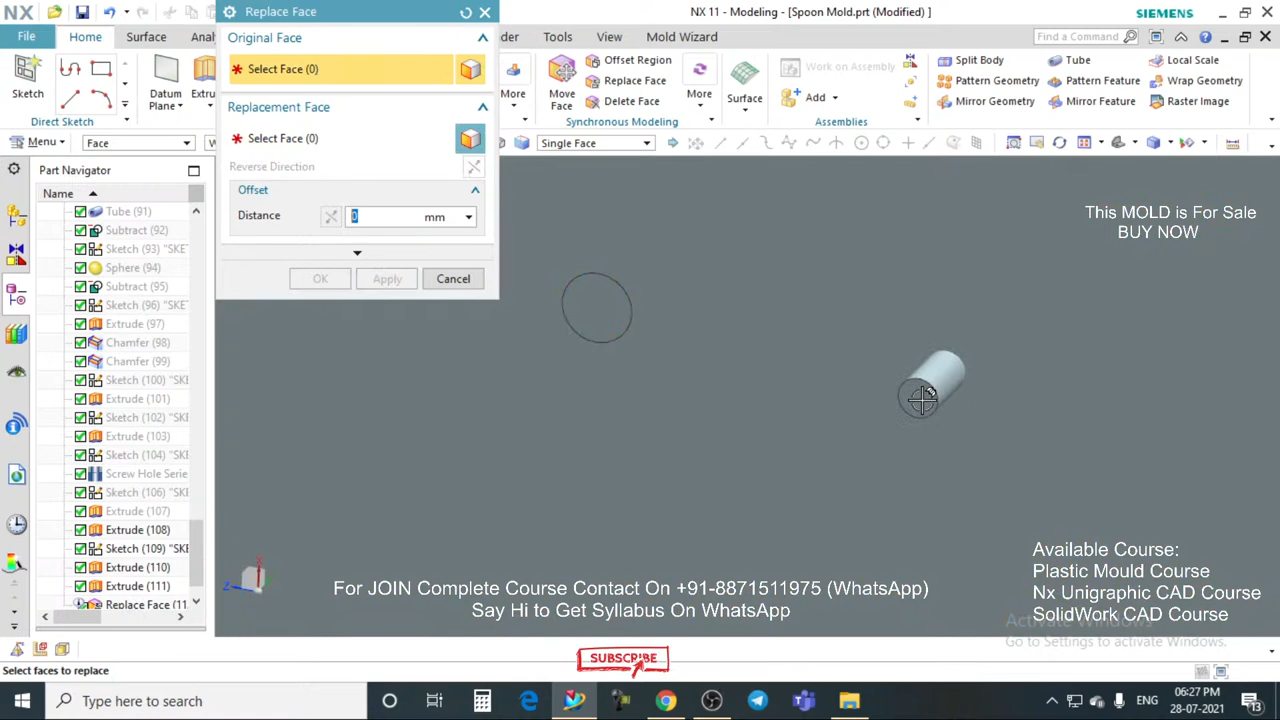 NX
Replace Face
NX 11 - Modeling - [Spoon Mold.prt (Modified) ]
SIEMENS
File
Home
Surface
Tools
View
Mold Wizard
Find a Command
Original Face
* Select Face (0)
Replacement Face
* Select Face (0)
Reverse Direction
Offset
Distance
0
mm
OK
Apply
Cancel
Sketch
Datum
Plane
Direct Sketch
More
Move
Face
Offset Region
Replace Face
Delete Face
More
Synchronous Modeling
Surface
Work on Assembly
Add
Assemblies
Split Body
Pattern Geometry
Mirror Geometry
Tube
Pattern Feature
Mirror Feature
Local Scale
Wrap Geometry
Raster Image
Menu
Face
Single Face
Part Navigator
Name
Tube (91)
Subtract (92)
Sketch (93) "SKE
Sphere (94)
Subtract (95)
Sketch (96) "SKE
Extrude (97)
Chamfer (98)
Chamfer (99)
Sketch (100) "SK
Extrude (101)
Sketch (102) "SK
Extrude (103)
Sketch (104) "SK
Screw Hole Serie
Sketch (106) "SK
Extrude (107)
Extrude (108)
Sketch (109) "SK
Extrude (110)
Extrude (111)
Replace Face (11
This MOLD is For Sale
BUY NOW
Available Course:
Plastic Mould Course
Nx Unigraphic CAD Course
SolidWork CAD Course
Activate Windows
Go to Settings to activate Windows.
For JOIN Complete Course Contact On +91-8871511975 (WhatsApp)
Say Hi to Get Syllabus On WhatsApp
SUBSCRIBE
Select faces to replace
Type here to search
ENG
06:27 PM
28-07-2021
13